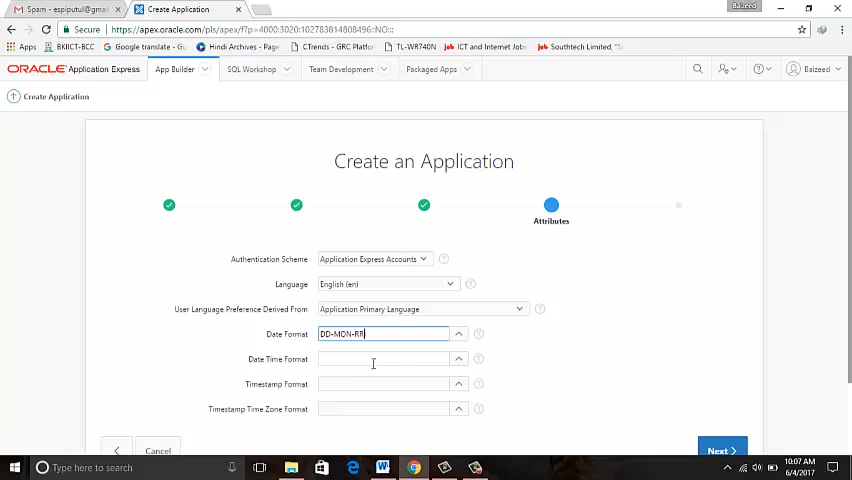 Spam - espiputul@gmail
Create Application
Baizeed
Secure
https://apex.oracle.com/pls/apex/f?p=4000:3020:102783814808496::NO:::
Apps
BKIICT-BCC
Google translate - Go
Hindi Archives - Page
CTrends - GRC Platfor
TL-WR740N
ICT and Internet Jobs
Southtech Limited, "S
ORACLE Application Express
App Builder
SQL Workshop
Team Development
Packaged Apps
Baizeed
Create Application
Create an Application
Attributes
Authentication Scheme
Application Express Accounts
Language
English (en)
User Language Preference Derived From
Application Primary Language
Date Format
DD-MON-RR
Date Time Format
Timestamp Format
Timestamp Time Zone Format
Cancel
Next
Type here to search
10:07 AM
6/4/2017